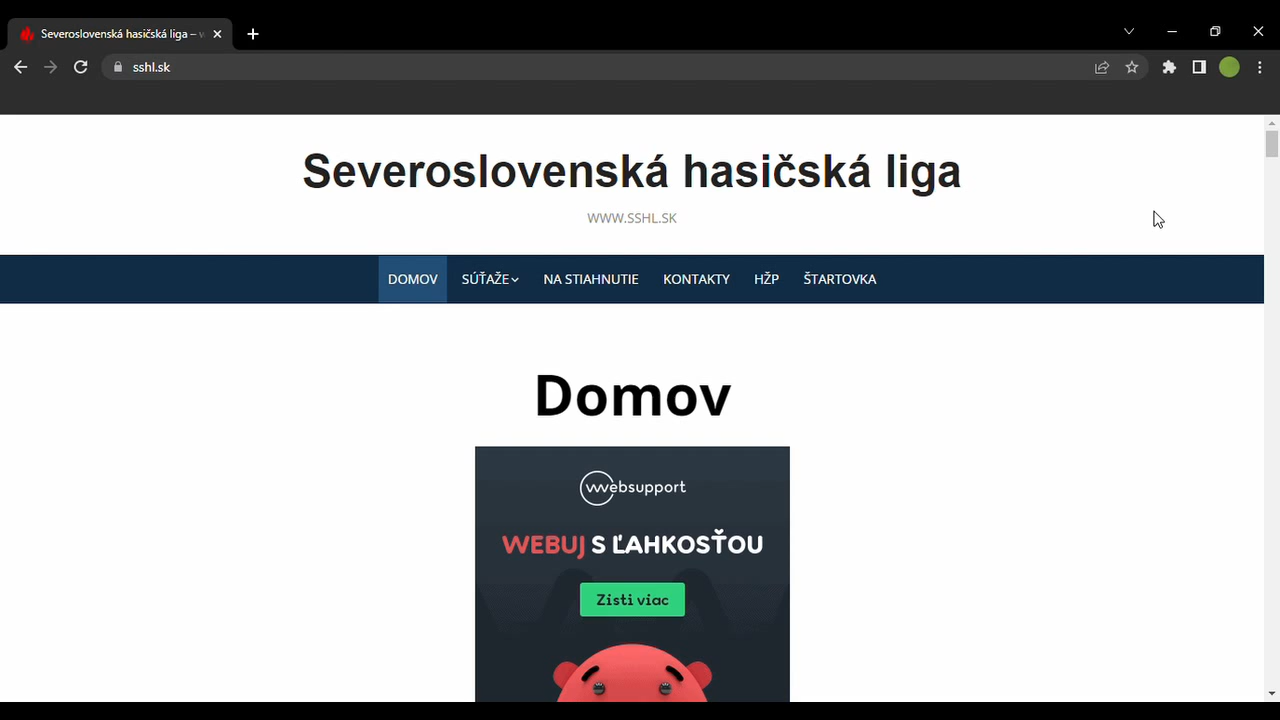 Severoslovenská hasičská liga –
sshl.sk
Severoslovenská hasičská liga
WWW.SSHL.SK
DOMOV SÚŤAŽE NA STIAHNUTIE KONTAKTY HŽP ŠTARTOVKA
Domov
websupport
WEBUJ S ĽAHKOSŤOU
Zisti viac